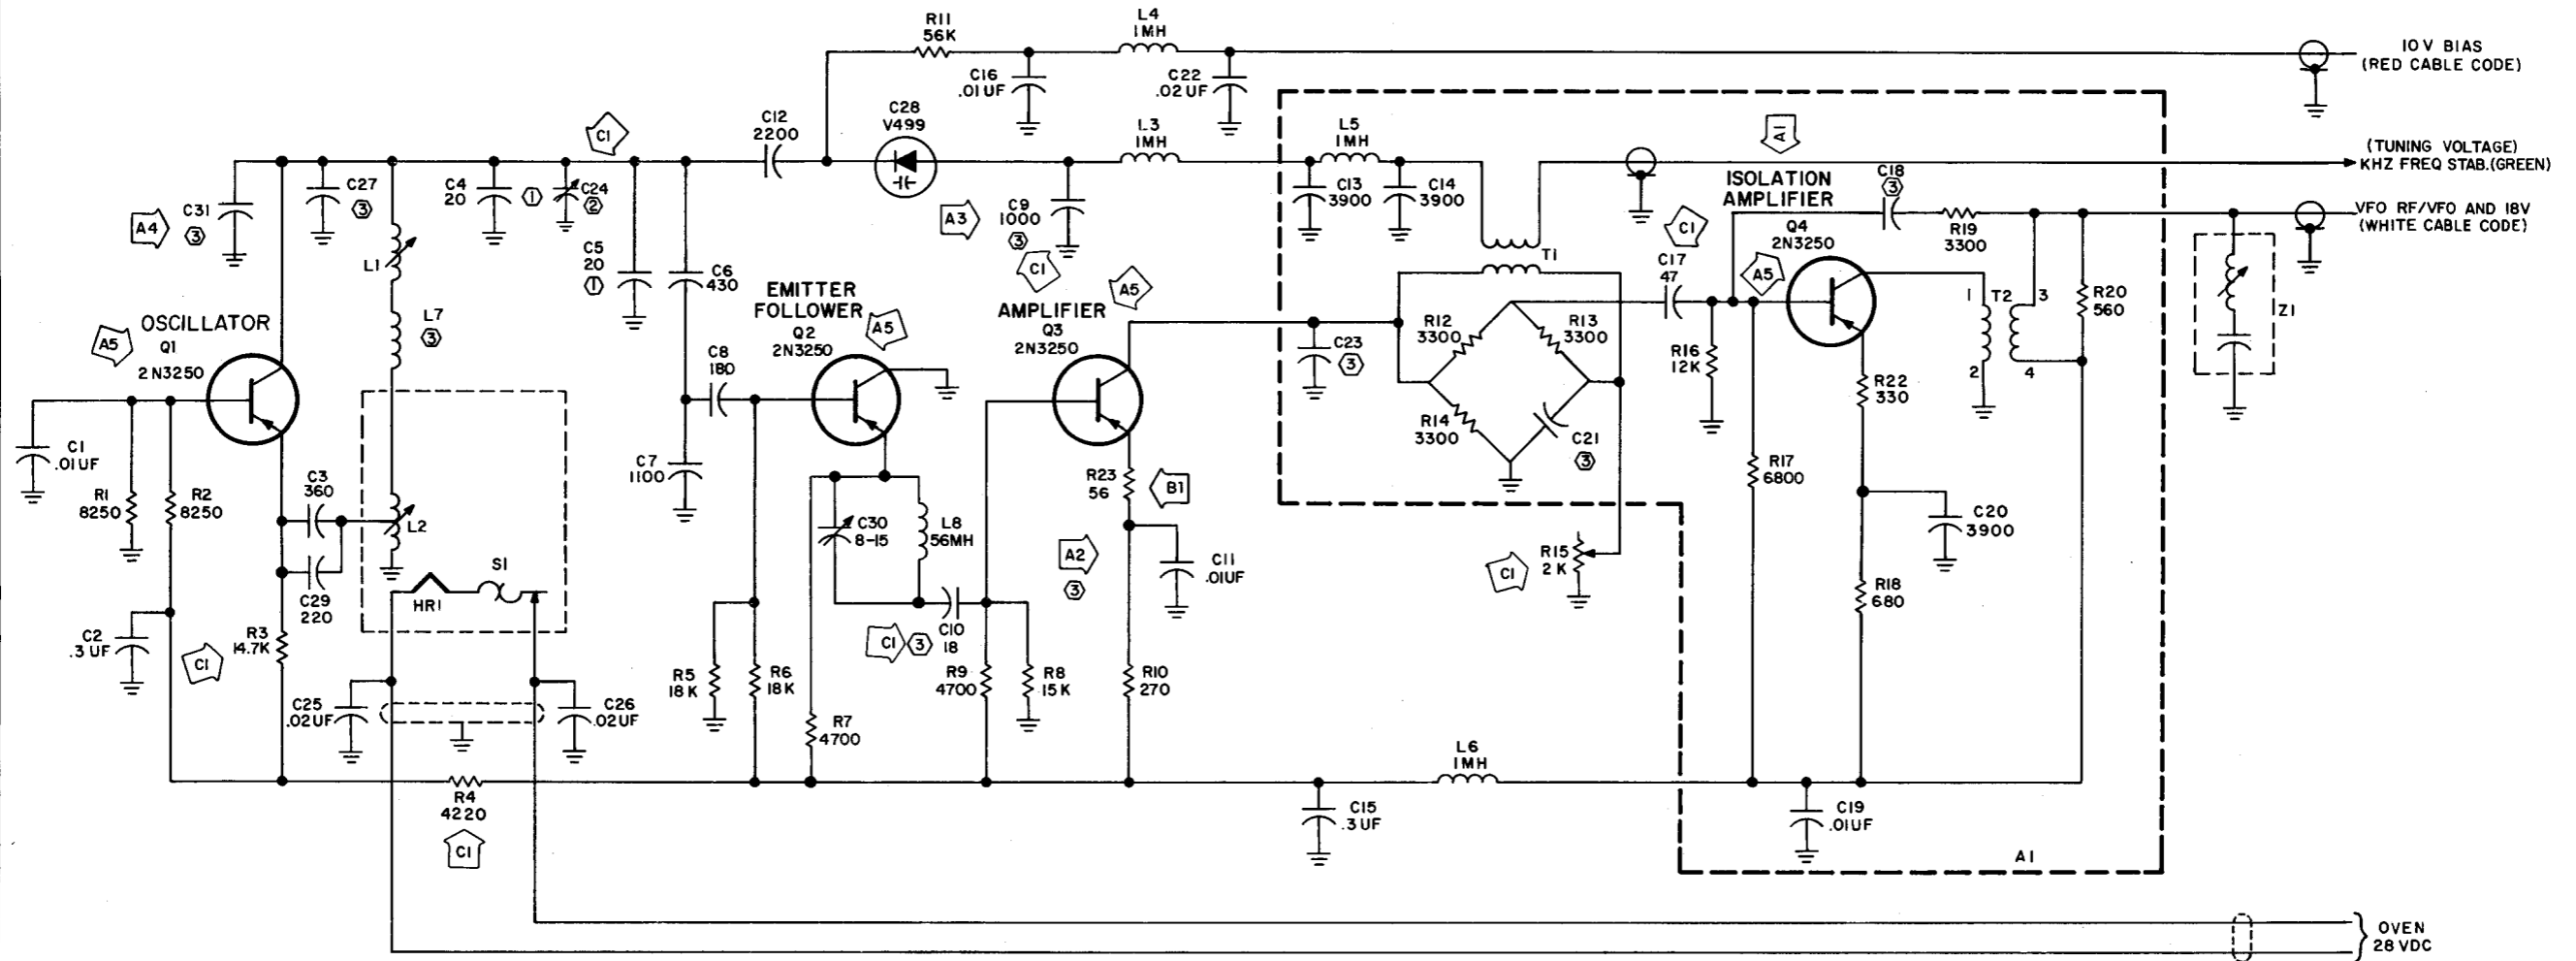 R11
56K
L4
1MH
C16
.01UF
C22
.02UF
10V BIAS
(RED CABLE CODE)
C12
2200
C28
V499
L3
1MH
L5
1MH
A1
(TUNING VOLTAGE)
KHZ FREQ STAB.(GREEN)
C1
C31
3
A4
C27
3
C4
20
1
C24
2
C5
20
1
C6
430
A3
C9
1000
3
C1
C13
3900
C14
3900
T1
ISOLATION
AMPLIFIER
Q4
2N3250
C18
3
R19
3300
VFO RF/VFO AND 18V
(WHITE CABLE CODE)
L1
L7
3
OSCILLATOR
Q1
2N3250
A5
EMITTER
FOLLOWER
Q2
2N3250
A5
AMPLIFIER
Q3
2N3250
A5
C1
C17
47
A5
C23
3
R12
3300
R13
3300
R14
3300
C21
3
R16
12K
1
2
T2
3
4
R20
560
Z1
C8
180
C7
1100
R22
330
C1
.01UF
R1
8250
R2
8250
C3
360
L2
C29
220
HR1
S1
C30
8-15
L8
56MH
R23
56
B1
A2
3
C11
.01UF
R15
2K
C1
R17
6800
C20
3900
R18
680
C2
.3UF
C1
R3
14.7K
C25
.02UF
C26
.02UF
R5
18K
R6
18K
C1
3
C10
18
R7
4700
R9
4700
R8
15K
R10
270
R4
4220
C1
C15
.3UF
L6
1MH
C19
.01UF
A1
OVEN
28VDC